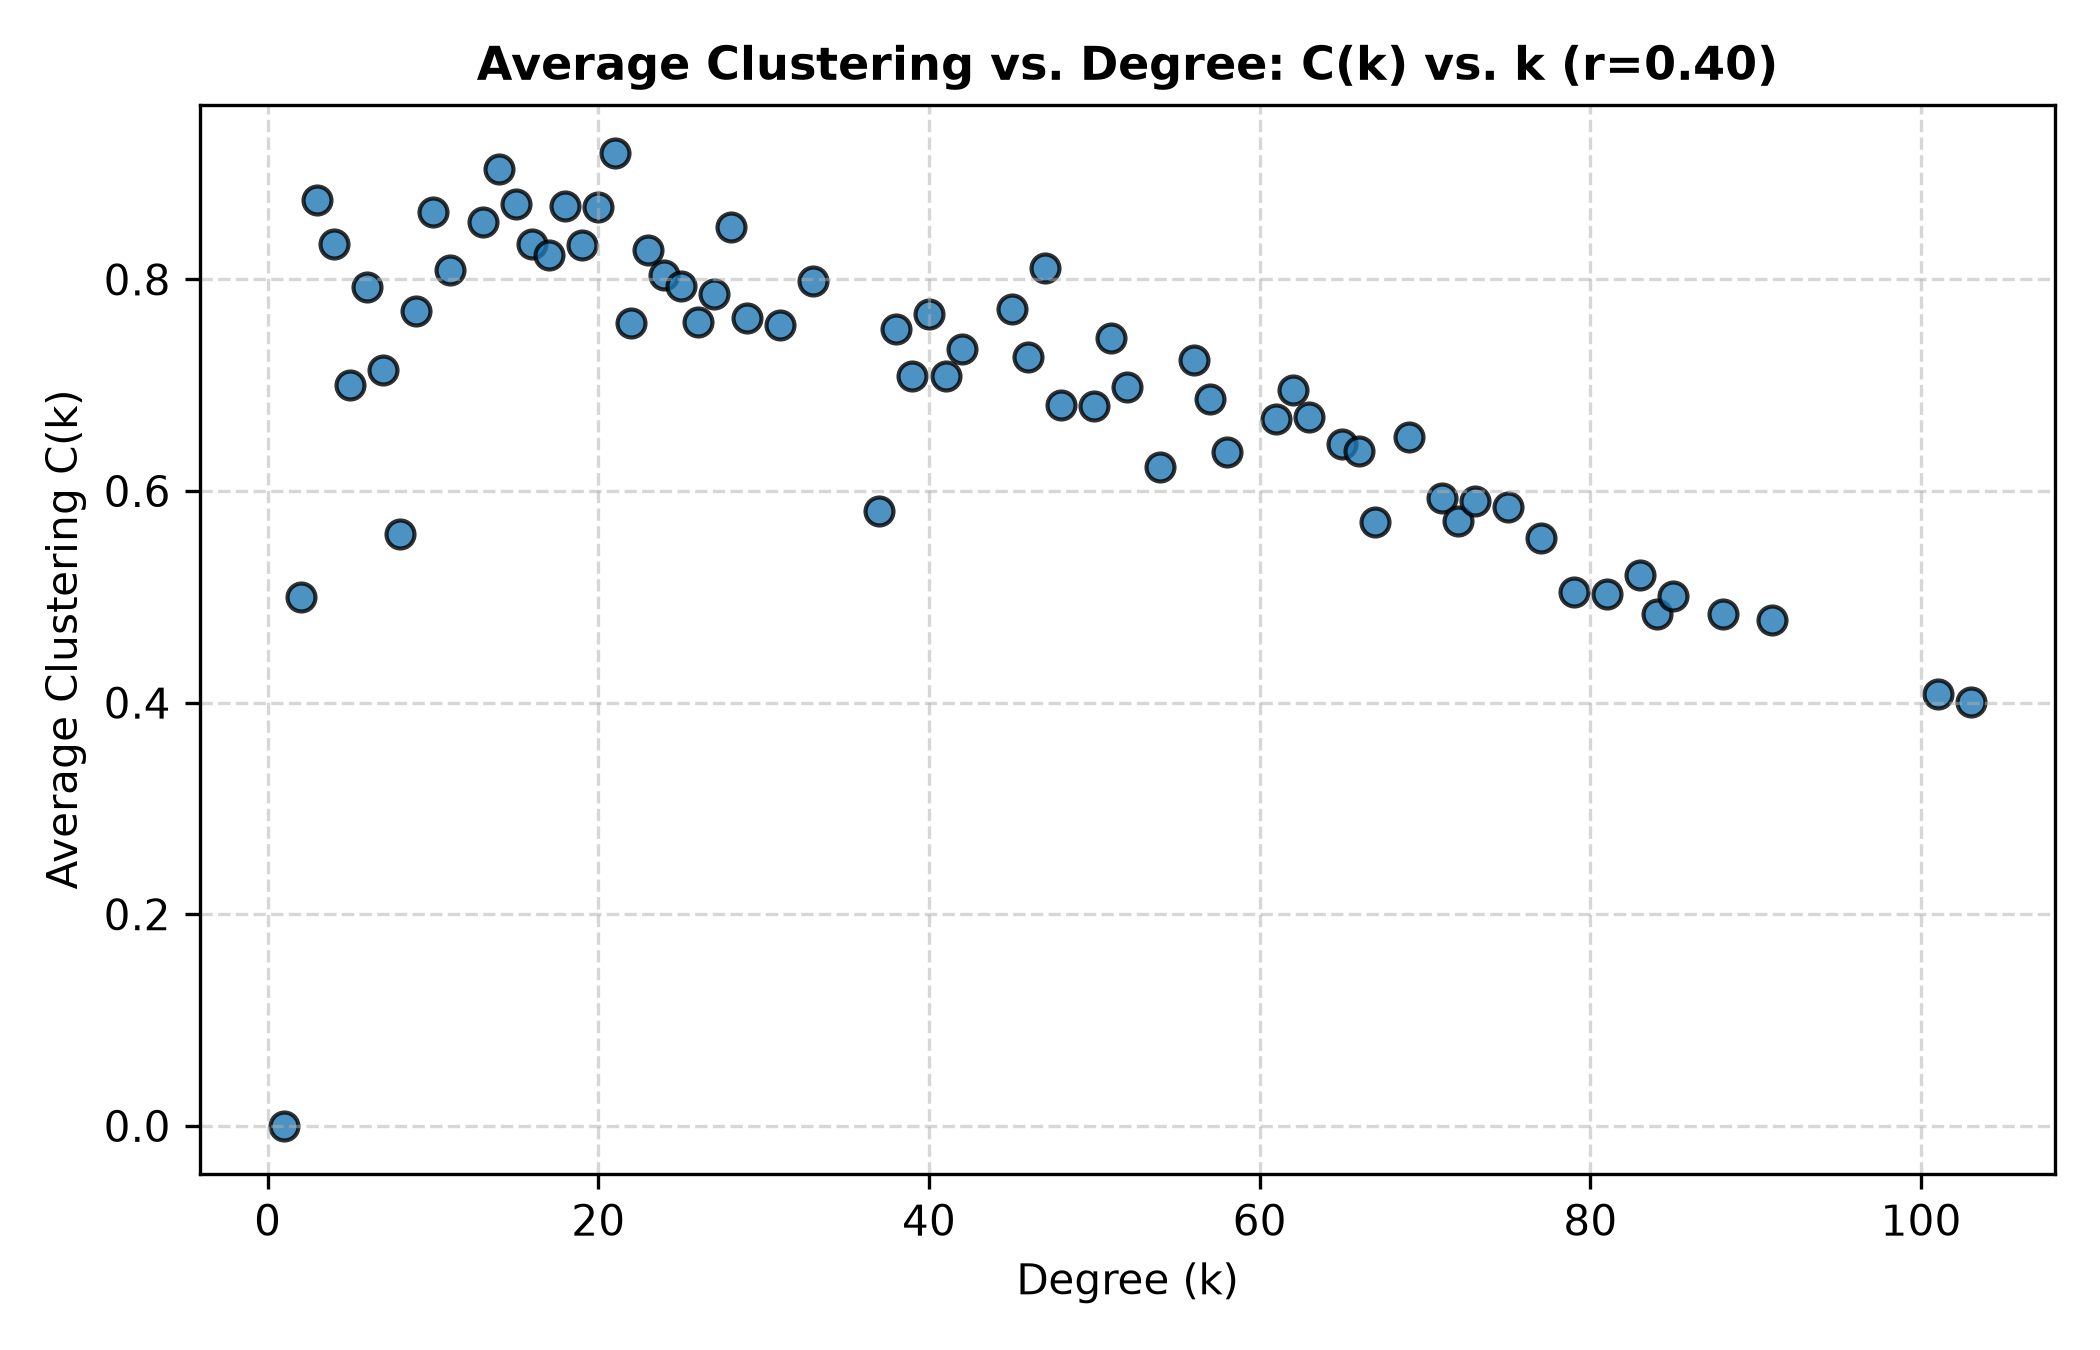 Average Clustering vs. Degree: C(k) vs. k (r=0.40)
Average Clustering C(k)
0.8
0.6
0.4
0.2
0.0
0 20 40 60 80 100
Degree (k)